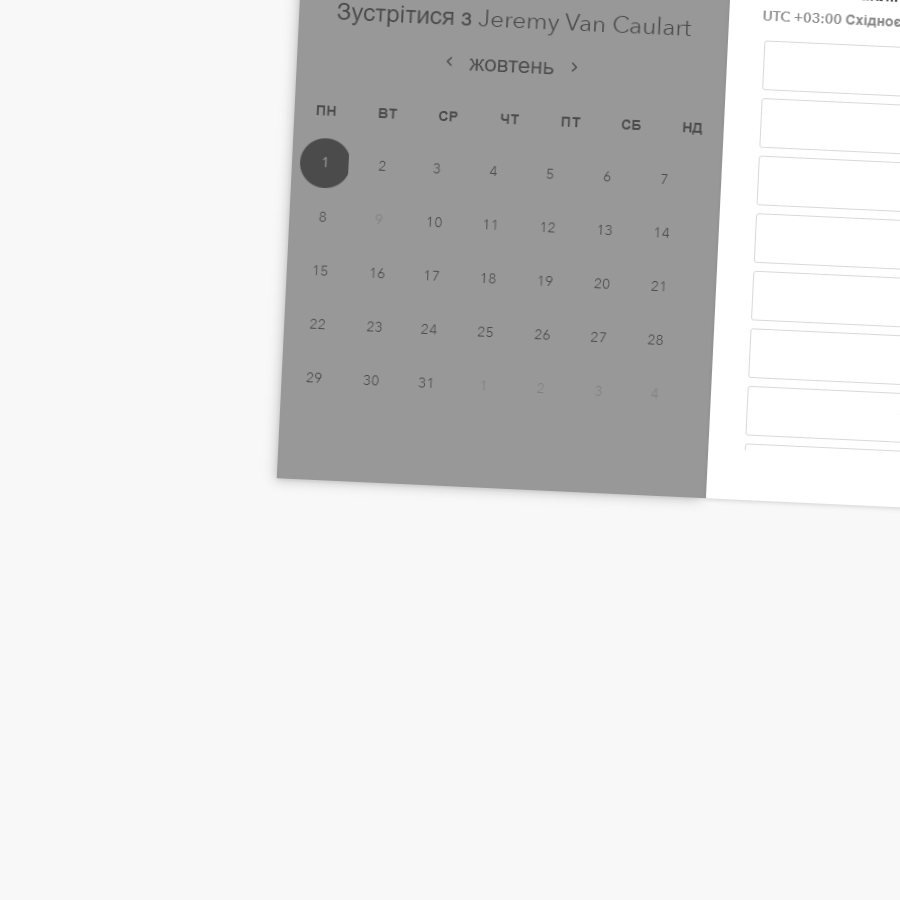 Зустрітися з Jeremy Van Caulart
UTC +03:00 Східноє
‹ жовтень ›
ПН ВТ СР ЧТ ПТ СБ НД
1 2 3 4 5 6 7
8 9 10 11 12 13 14
15 16 17 18 19 20 21
22 23 24 25 26 27 28
29 30 31 1 2 3 4